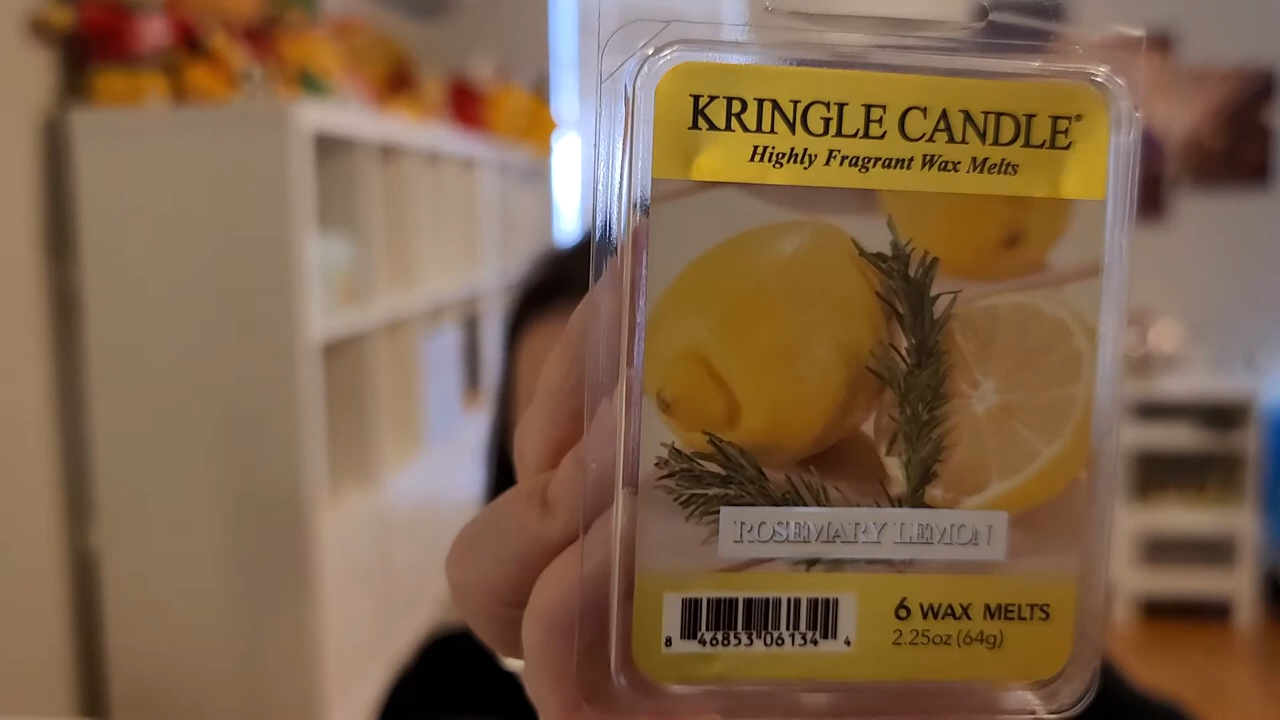 KRINGLE CANDLE®
Highly Fragrant Wax Melts
ROSEMARY LEMON
8 46853 06134 4
6 WAX MELTS
2.25oz (64g)